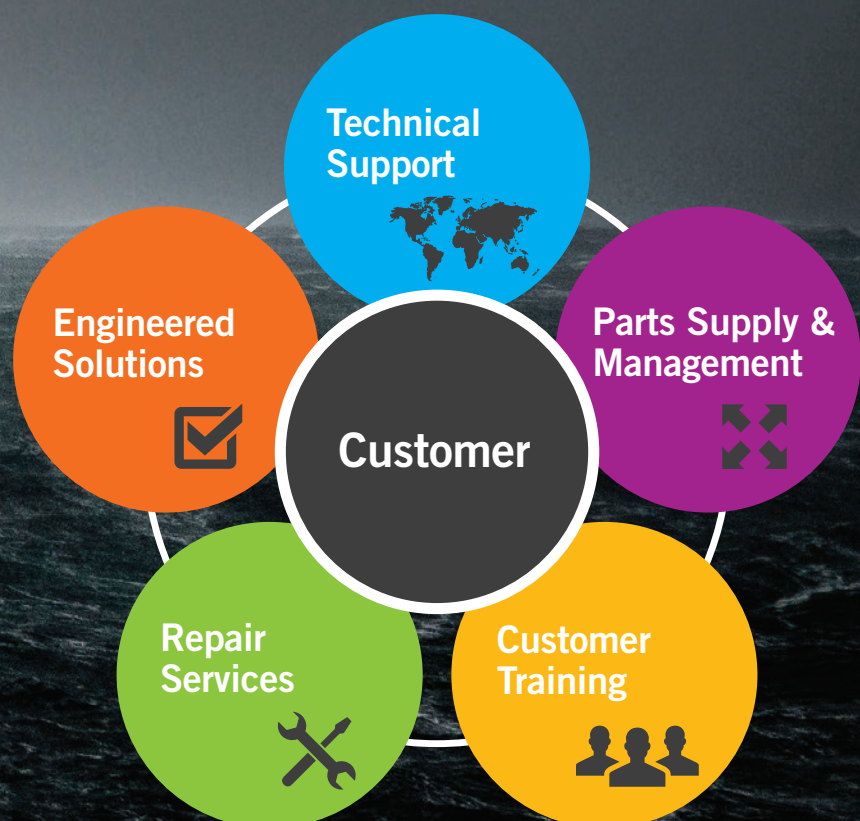 Technical
Support
Engineered
Solutions
Parts Supply &
Management
Customer
Repair
Services
Customer
Training